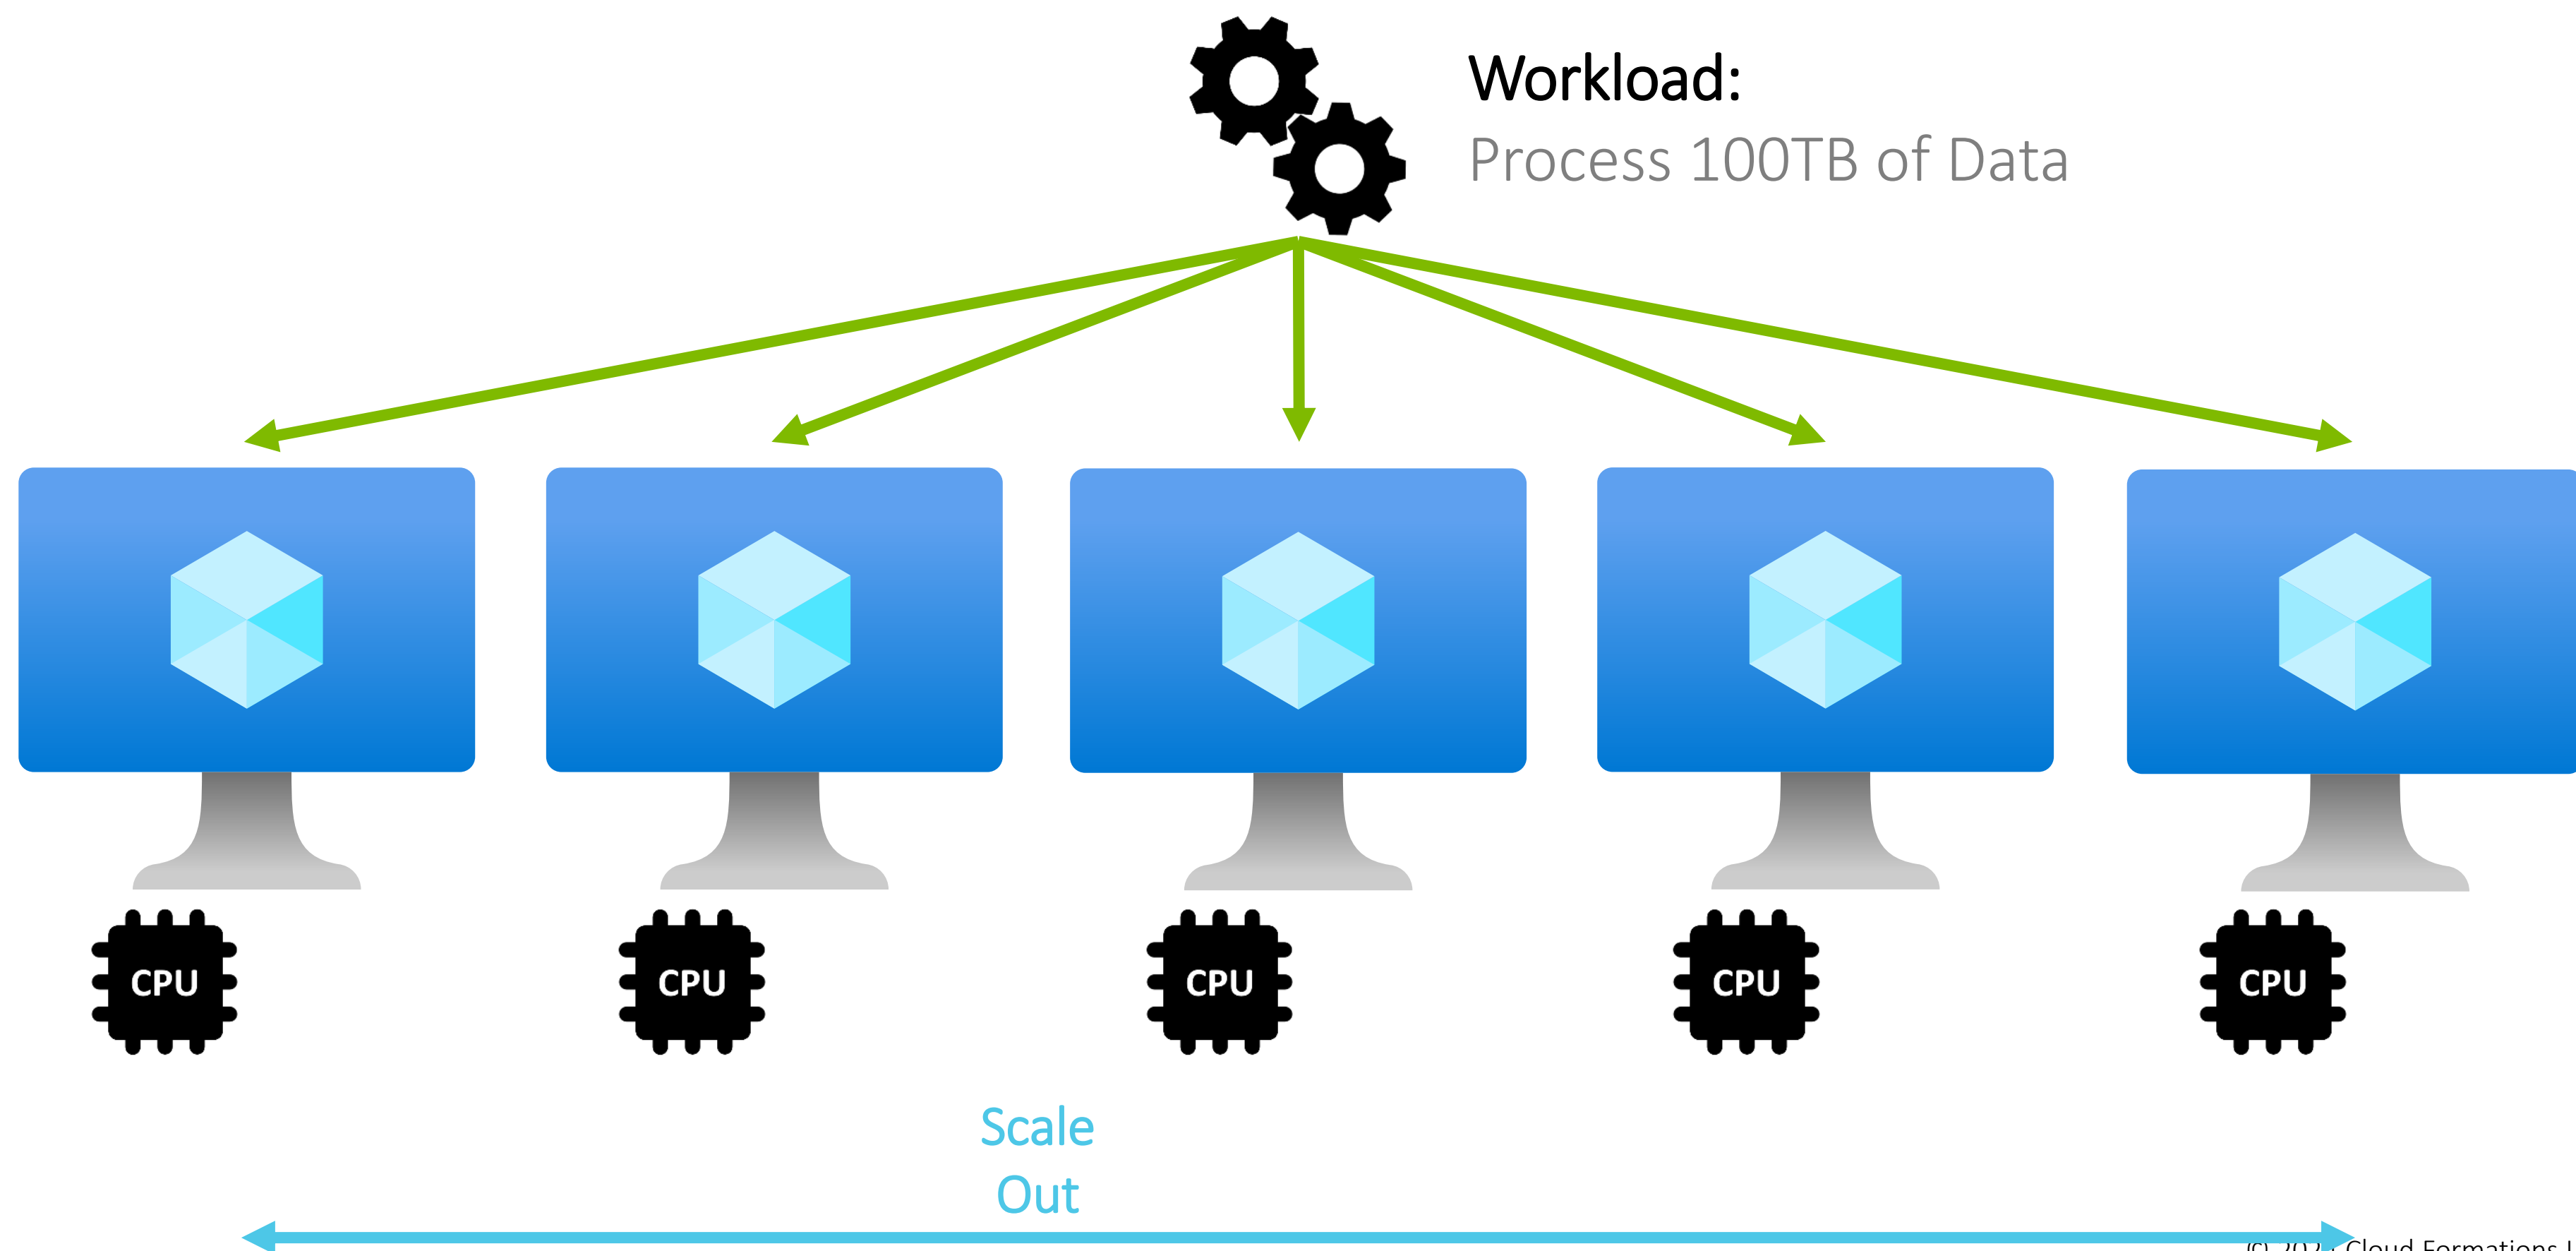 Workload:
Process 100TB of Data
CPU
CPU
CPU
CPU
CPU
Scale
Out
Cloud Formations